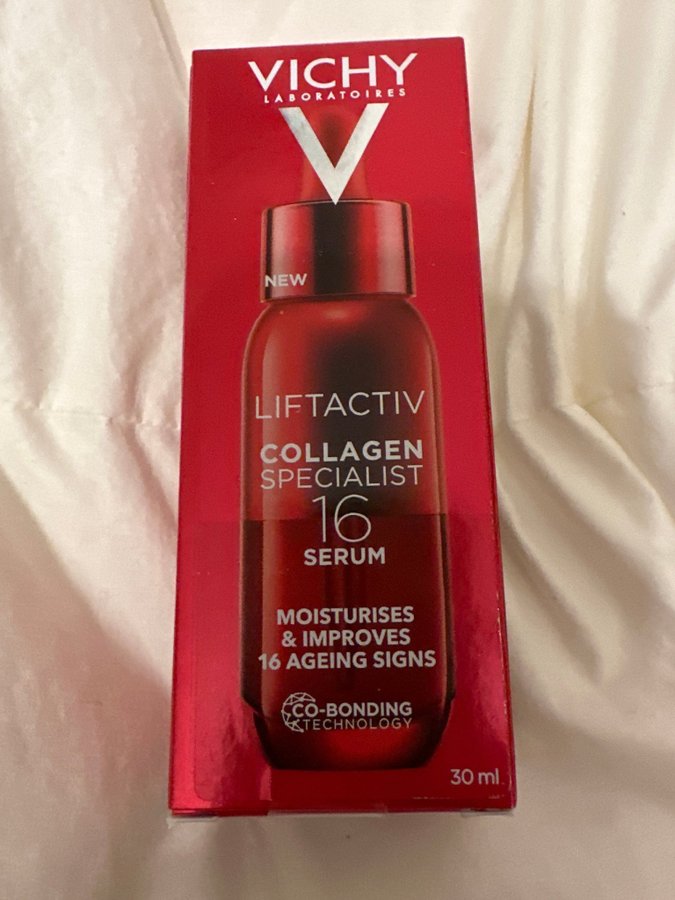 VICHY
LABORATOIRES
V
NEW
LIFTACTIV
COLLAGEN
SPECIALIST
16
SERUM
MOISTURISES
& IMPROVES
16 AGEING SIGNS
CO-BONDING
TECHNOLOGY
30 ml